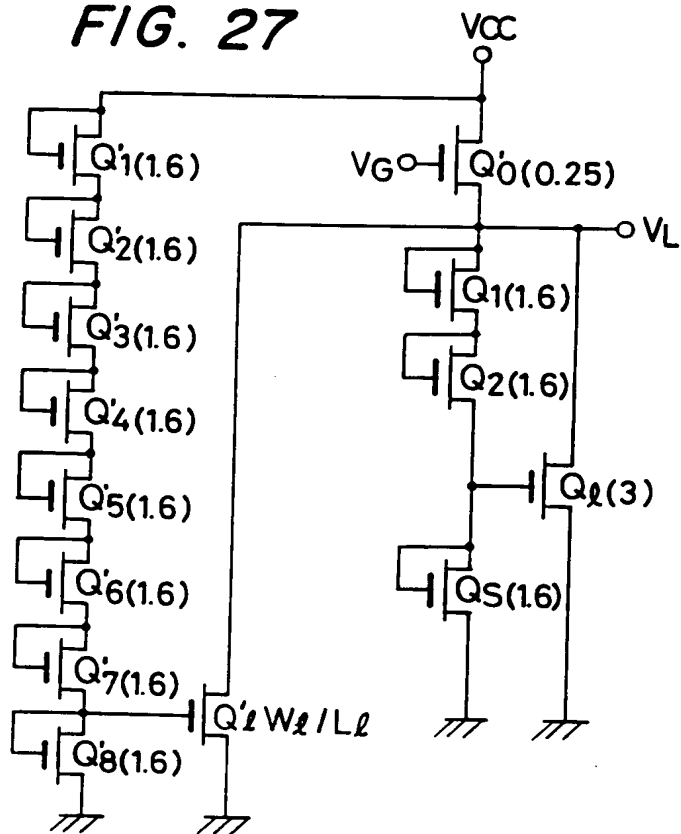 FIG. 27
VCC
Q'1(1.6)
VG
Q'0(0.25)
Q'2(1.6)
VL
Q1(1.6)
Q'3(1.6)
Q2(1.6)
Q'4(1.6)
Q'5(1.6)
Qℓ(3)
Q'6(1.6)
QS(1.6)
Q'7(1.6)
Q'ℓ Wℓ/Lℓ
Q'8(1.6)